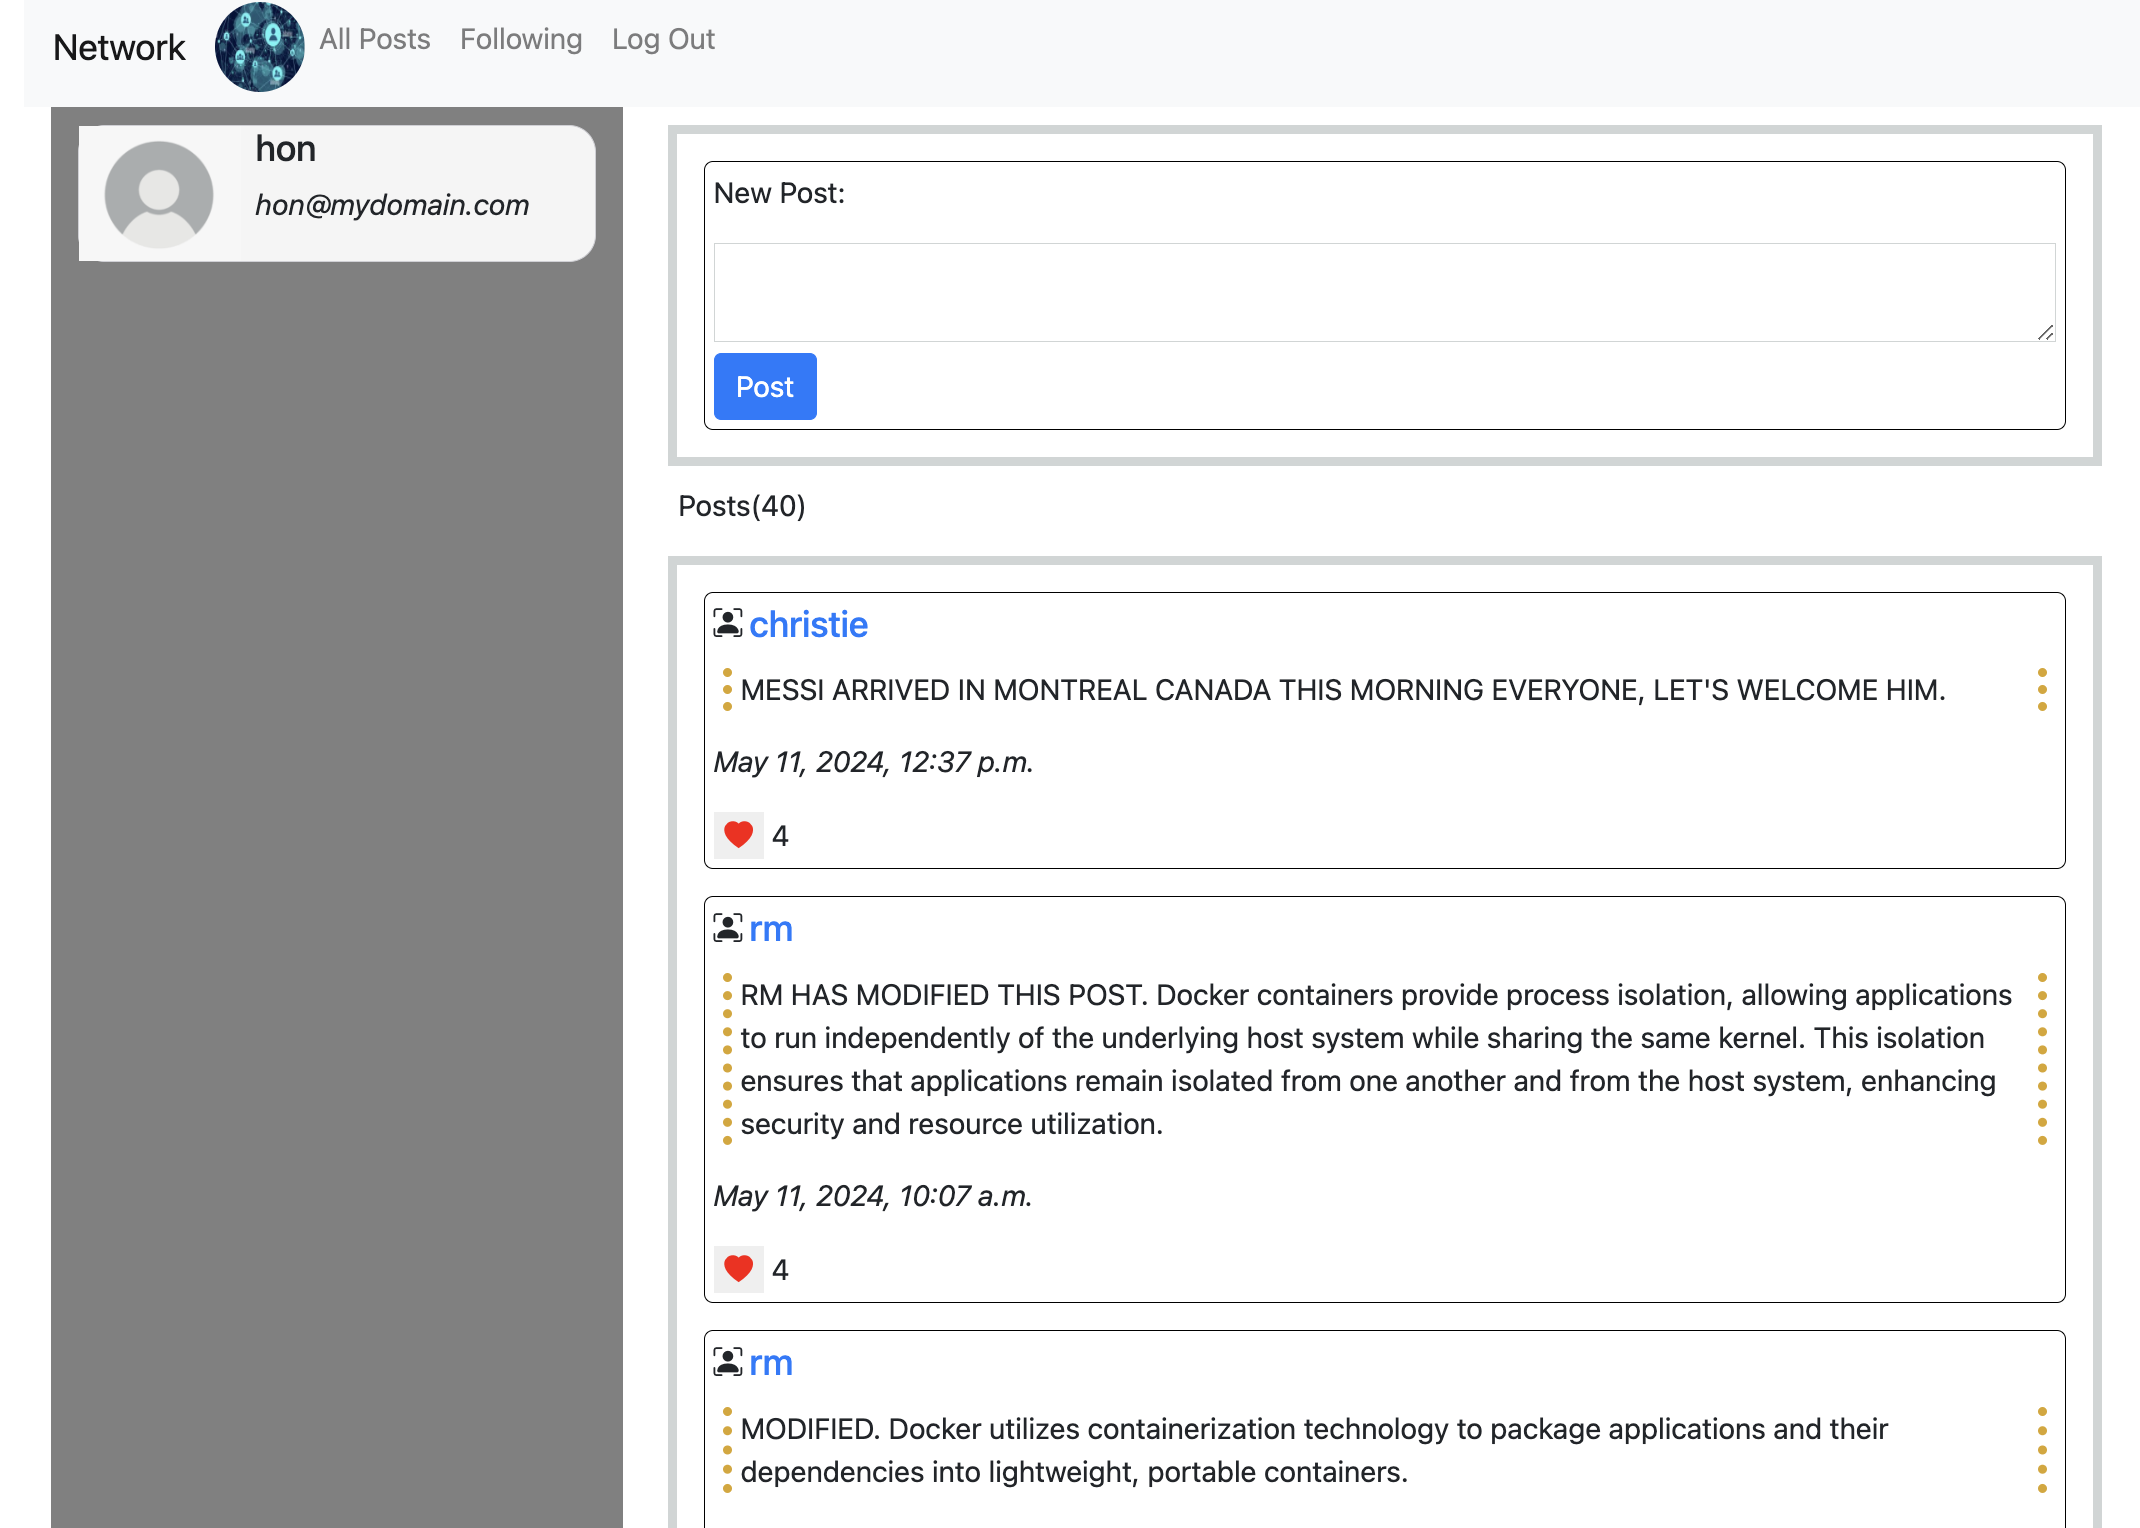 Network
All Posts Following Log Out
hon
hon@mydomain.com
New Post:
Post
Posts(40)
christie
MESSI ARRIVED IN MONTREAL CANADA THIS MORNING EVERYONE, LET'S WELCOME HIM.
May 11, 2024, 12:37 p.m.
4
rm
RM HAS MODIFIED THIS POST. Docker containers provide process isolation, allowing applications
to run independently of the underlying host system while sharing the same kernel. This isolation
ensures that applications remain isolated from one another and from the host system, enhancing
security and resource utilization.
May 11, 2024, 10:07 a.m.
4
rm
MODIFIED. Docker utilizes containerization technology to package applications and their
dependencies into lightweight, portable containers.